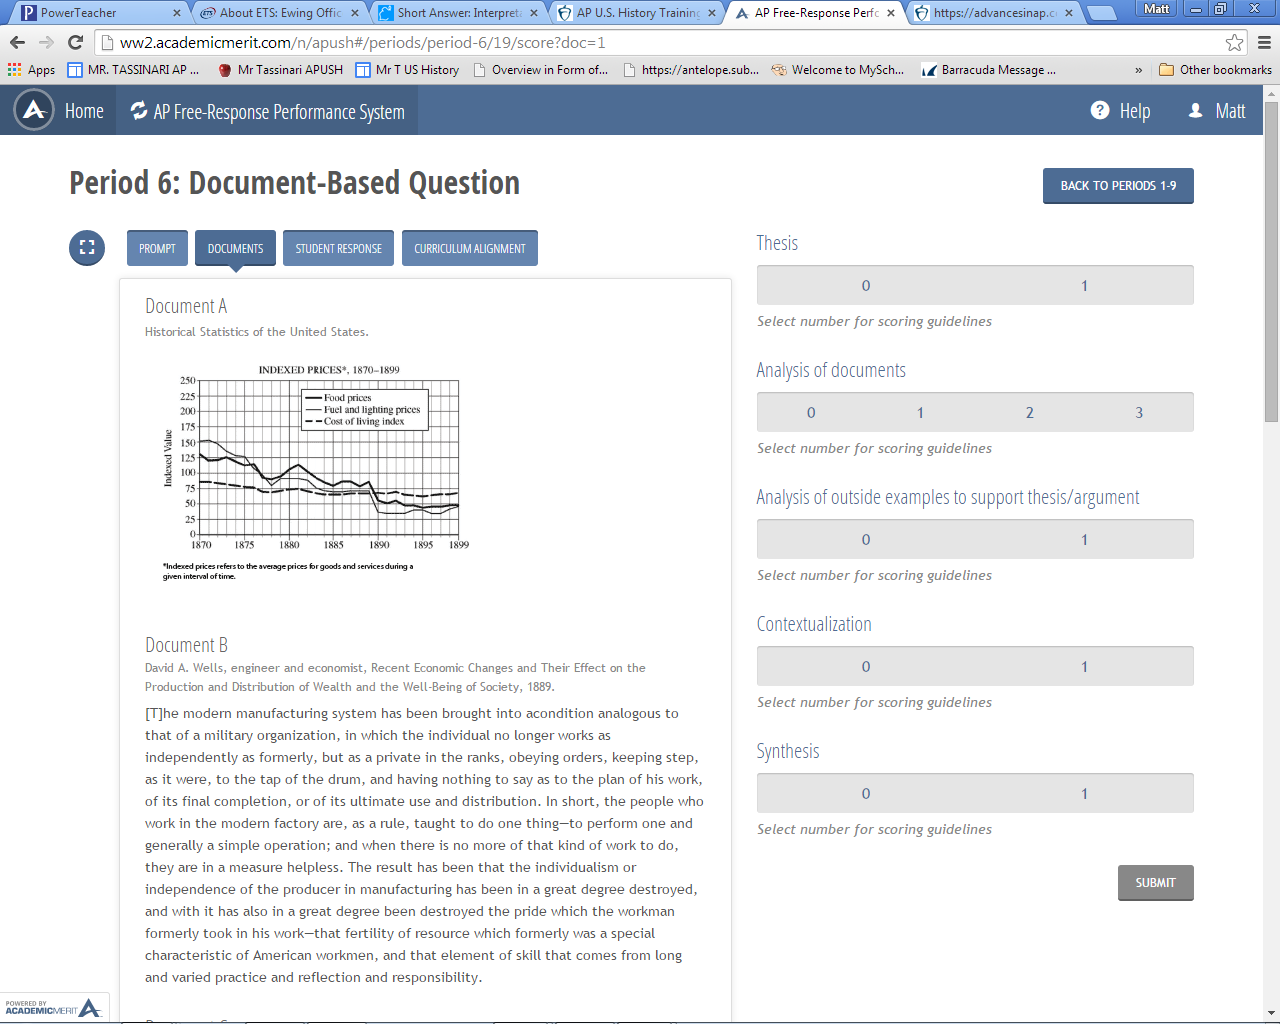 PowerTeacher
About ETS: Ewing Offic
Short Answer: Interpreta
AP U.S. History Training
AP Free-Response Perfo
https://advancesinap.c
Matt
ww2.academicmerit.com/n/apush#/periods/period-6/19/score?doc=1
Apps
MR. TASSINARI AP ...
Mr Tassinari APUSH
Mr T US History
Overview in Form of...
https://antelope.sub...
Welcome to MySch...
Barracuda Message ...
»
Other bookmarks
Home
AP Free-Response Performance System
Help
Matt
Period 6: Document-Based Question
BACK TO PERIODS 1-9
PROMPT
DOCUMENTS
STUDENT RESPONSE
CURRICULUM ALIGNMENT
Document A
Historical Statistics of the United States.
INDEXED PRICES*, 1870–1899
Indexed Value
250
225
200
175
150
125
100
75
50
25
0
Food prices
Fuel and lighting prices
Cost of living index
1870 1875 1880 1885 1890 1895 1899
*Indexed prices refers to the average prices for goods and services during a
given interval of time.
Document B
David A. Wells, engineer and economist, Recent Economic Changes and Their Effect on the
Production and Distribution of Wealth and the Well-Being of Society, 1889.
[T]he modern manufacturing system has been brought into acondition analogous to
that of a military organization, in which the individual no longer works as
independently as formerly, but as a private in the ranks, obeying orders, keeping step,
as it were, to the tap of the drum, and having nothing to say as to the plan of his work,
of its final completion, or of its ultimate use and distribution. In short, the people who
work in the modern factory are, as a rule, taught to do one thing—to perform one and
generally a simple operation; and when there is no more of that kind of work to do,
they are in a measure helpless. The result has been that the individualism or
independence of the producer in manufacturing has been in a great degree destroyed,
and with it has also in a great degree been destroyed the pride which the workman
formerly took in his work—that fertility of resource which formerly was a special
characteristic of American workmen, and that element of skill that comes from long
and varied practice and reflection and responsibility.
Thesis
0 1
Select number for scoring guidelines
Analysis of documents
0 1 2 3
Select number for scoring guidelines
Analysis of outside examples to support thesis/argument
0 1
Select number for scoring guidelines
Contextualization
0 1
Select number for scoring guidelines
Synthesis
0 1
Select number for scoring guidelines
SUBMIT
POWERED BY
ACADEMICMERIT